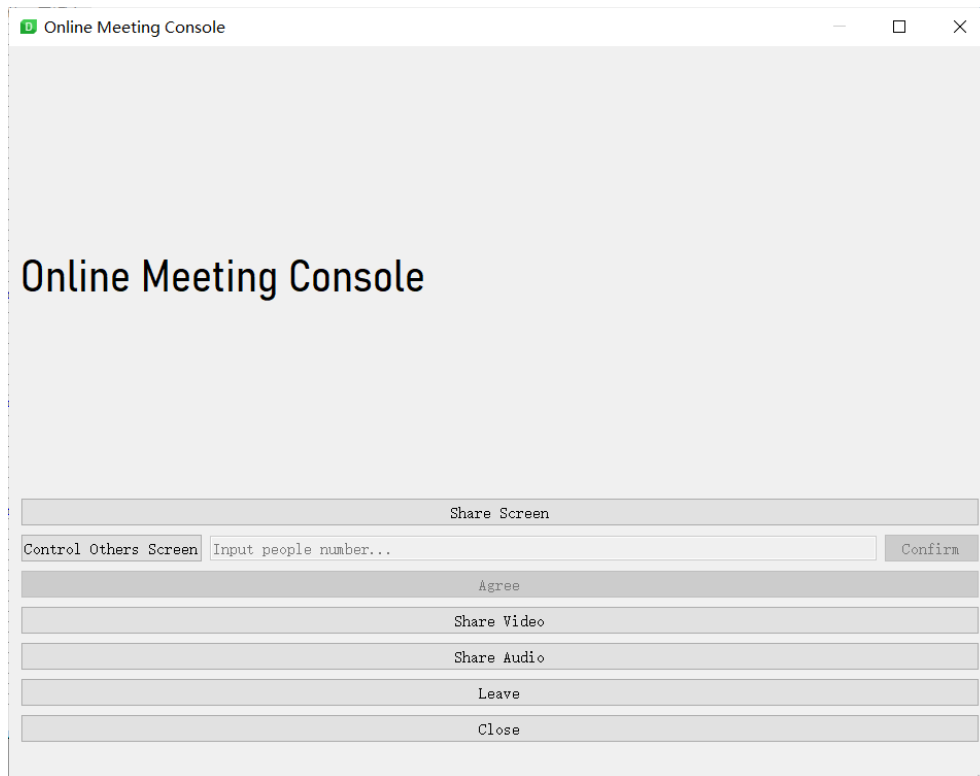 D Online Meeting Console
Online Meeting Console
Share Screen
Control Others Screen Input people number... Confirm
Agree
Share Video
Share Audio
Leave
Close